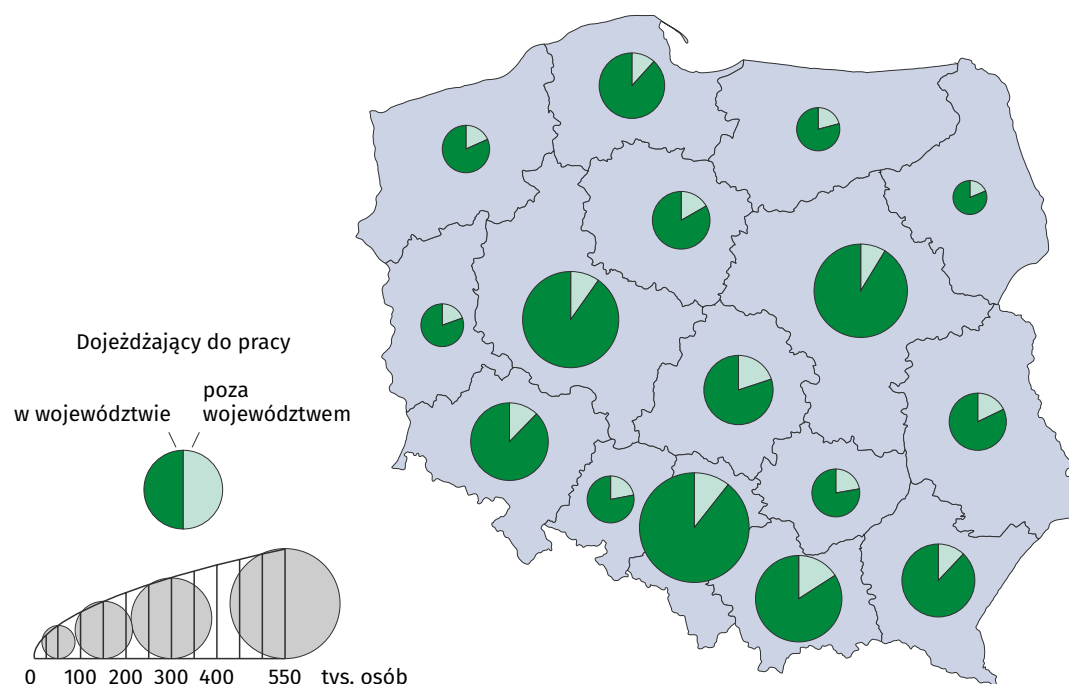 Dojeżdżający do pracy
w województwie
poza
województwem
0 100 200 300 400 550 tys. osób